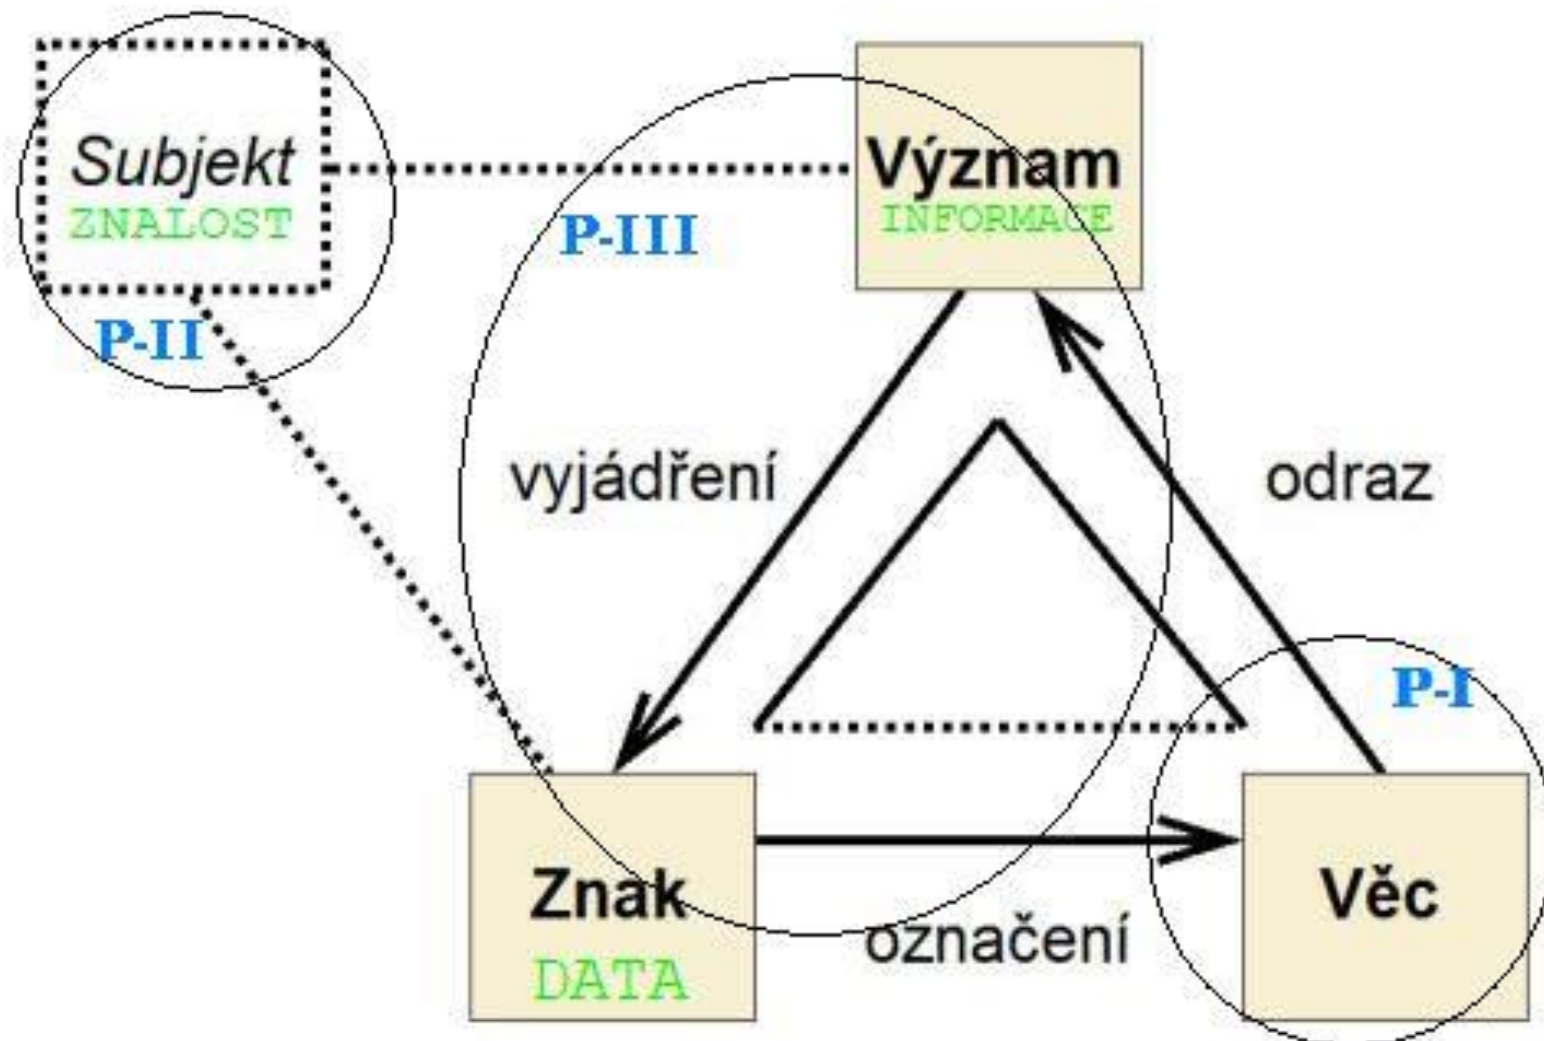 Subjekt
ZNALOST
P-II
P-III
Význam
INFORMACE
vyjádření
odraz
P-I
Znak
DATA
označení
Věc